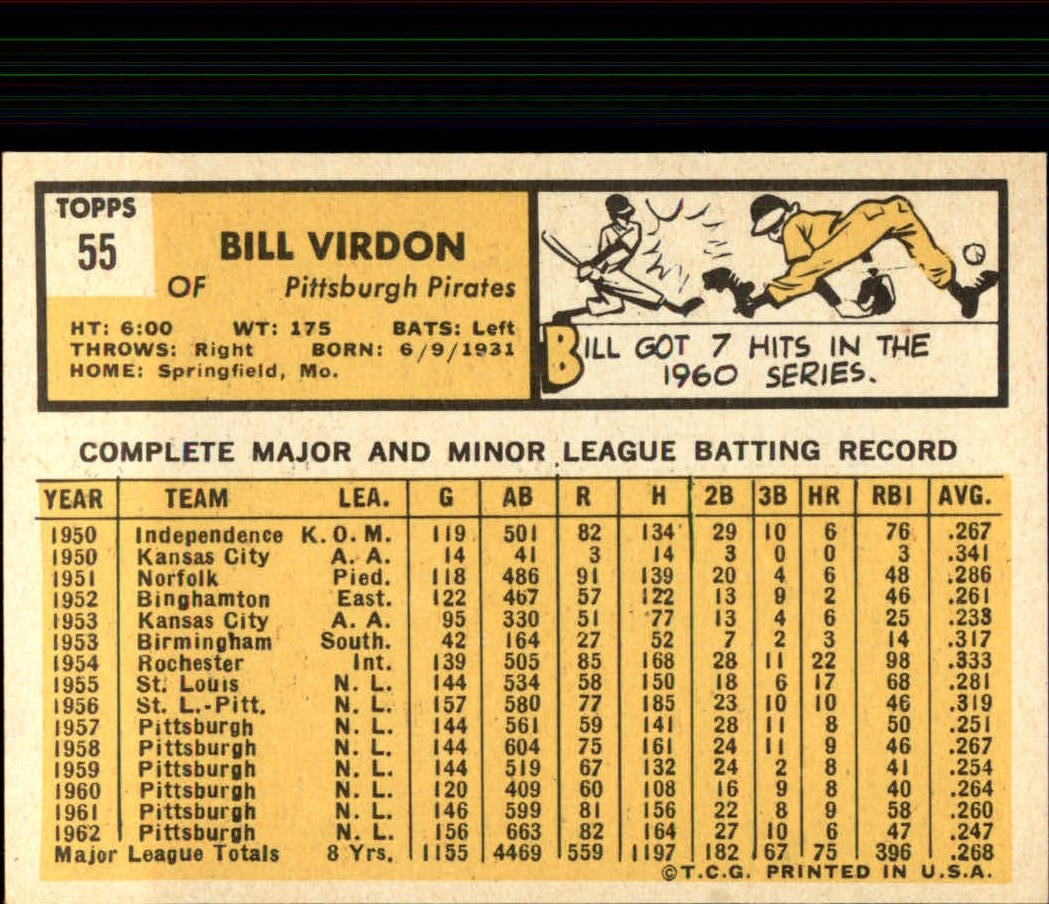 TOPPS
55
BILL VIRDON
OF Pittsburgh Pirates
HT: 6:00 WT: 175 BATS: Left
THROWS: Right BORN: 6/9/1931
HOME: Springfield, Mo.
BILL GOT 7 HITS IN THE
1960 SERIES.
COMPLETE MAJOR AND MINOR LEAGUE BATTING RECORD
YEAR TEAM LEA. G AB R H 2B 3B HR RBI AVG.
1950 Independence K.O.M. 119 501 82 134 29 10 6 76 .267
1950 Kansas City A. A. 14 41 3 14 3 0 0 3 .341
1951 Norfolk Pied. 118 486 91 139 20 4 6 48 .286
1952 Binghamton East. 122 467 57 122 13 9 2 46 .261
1953 Kansas City A. A. 95 330 51 77 13 4 6 25 .233
1953 Birmingham South. 42 164 27 52 7 2 3 14 .317
1954 Rochester Int. 139 505 85 168 28 11 22 98 .333
1955 St. Louis N. L. 144 534 58 150 18 6 17 68 .281
1956 St. L.-Pitt. N. L. 157 580 77 185 23 10 10 46 .319
1957 Pittsburgh N. L. 144 561 59 141 28 11 8 50 .251
1958 Pittsburgh N. L. 144 604 75 161 24 11 9 46 .267
1959 Pittsburgh N. L. 144 519 67 132 24 2 8 41 .254
1960 Pittsburgh N. L. 120 409 60 108 16 9 8 40 .264
1961 Pittsburgh N. L. 146 599 81 156 22 8 9 58 .260
1962 Pittsburgh N. L. 156 663 82 164 27 10 6 47 .247
Major League Totals 8 Yrs. 1155 4469 559 1197 182 67 75 396 .268
©T.C.G. PRINTED IN U.S.A.